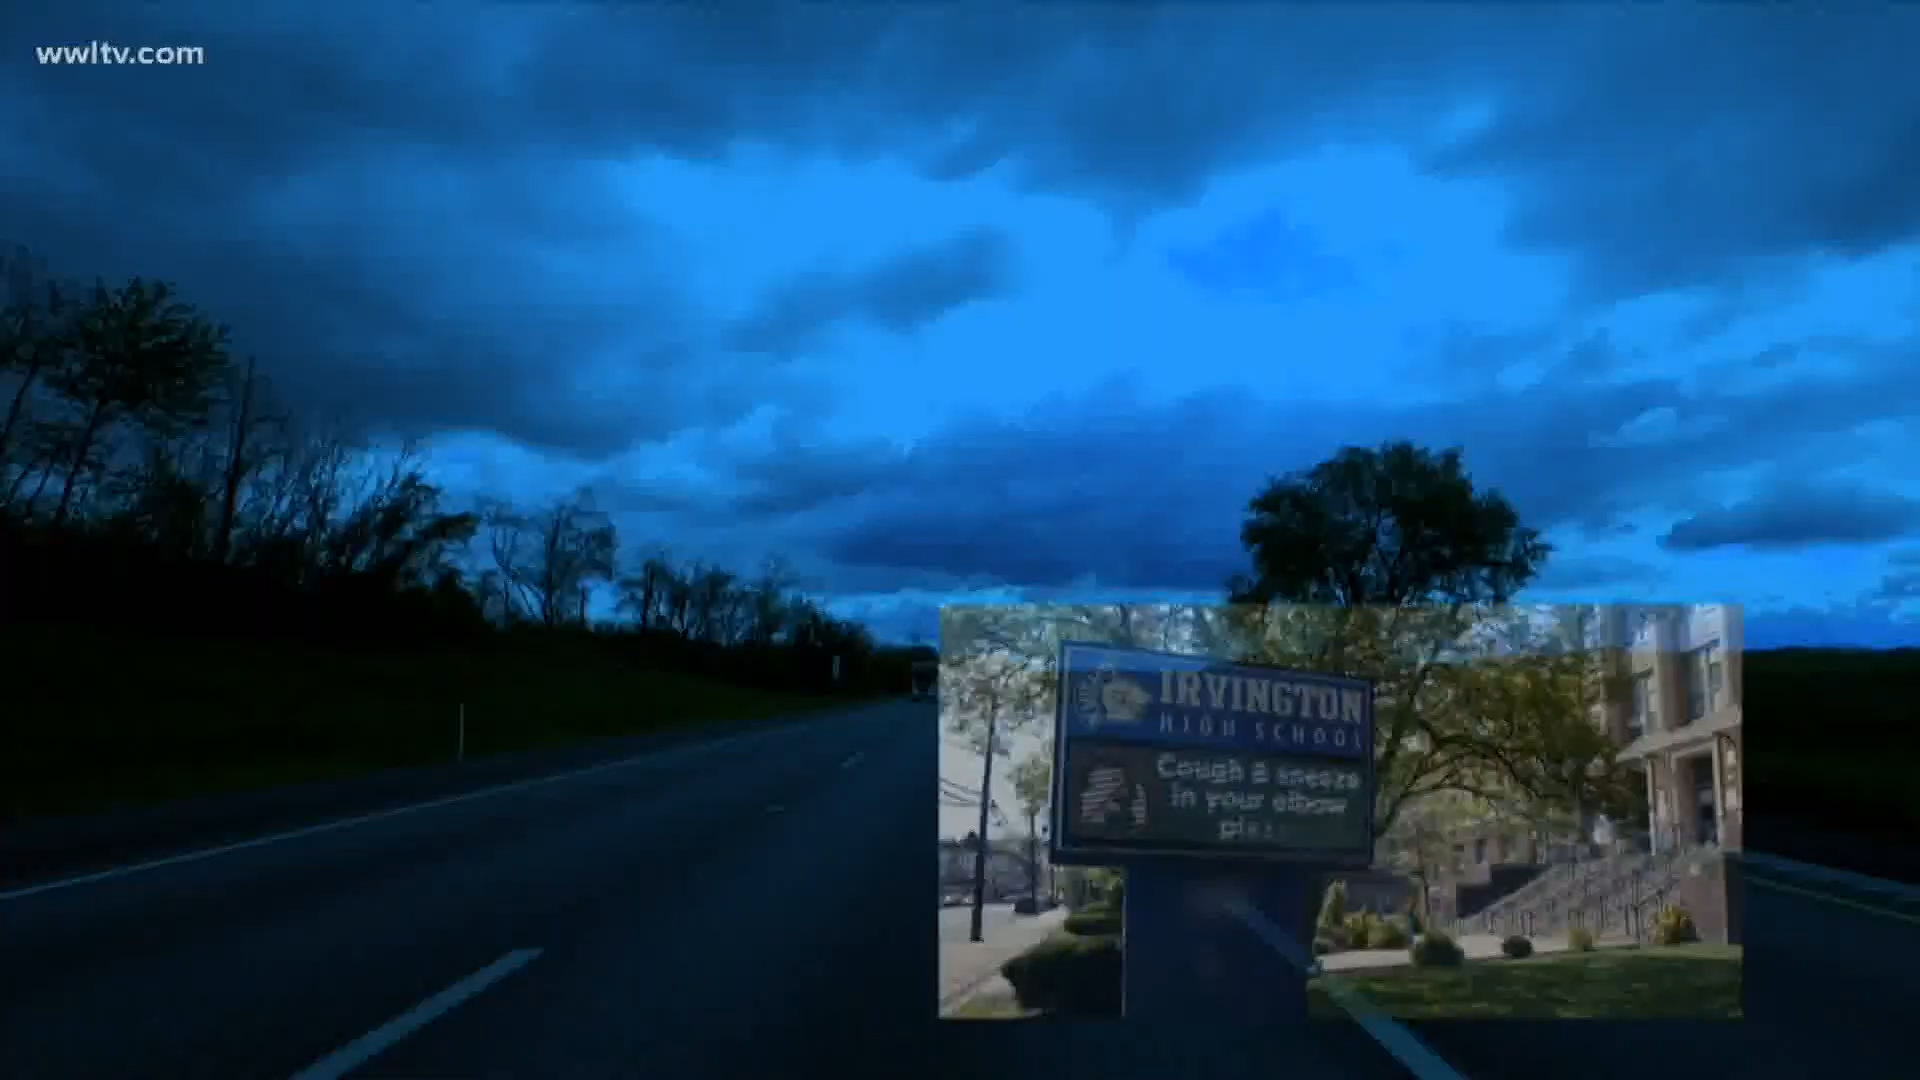 wwltv.com
IRVINGTON
HIGH SCHOOL
Cough & sneeze
in your elbow